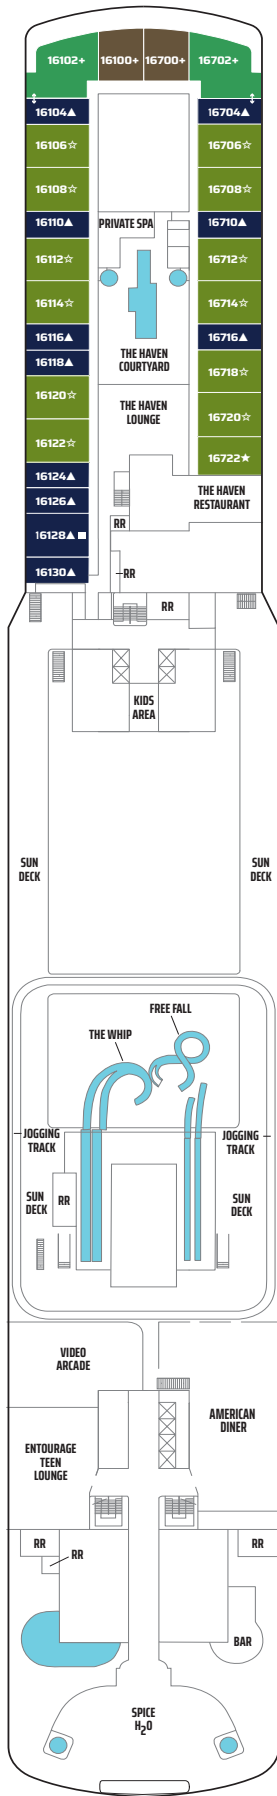 16102+ 16100+ 16700+ 16702+
16104▲ 16704▲
16106☆ 16706☆
16108☆ 16708☆
16110▲ PRIVATE SPA 16710▲
16112☆ 16712☆
16114☆ 16714☆
16116▲ 16716▲
16118▲ THE HAVEN
COURTYARD 16718☆
16120☆ THE HAVEN
LOUNGE 16720☆
16122☆ 16722★
16124▲
16126▲ THE HAVEN
RESTAURANT
16128▲■ RR
16130▲ RR
RR
KIDS
AREA
SUN
DECK
SUN
DECK
FREE FALL
THE WHIP
JOGGING
TRACK
JOGGING
TRACK
SUN
DECK
RR
SUN
DECK
VIDEO
ARCADE
AMERICAN
DINER
ENTOURAGE
TEEN
LOUNGE
RR RR
RR
BAR
SPICE
H2O